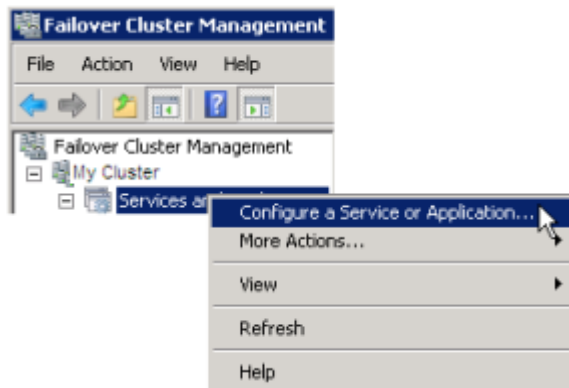 Failover Cluster Management
File Action View Help
Failover Cluster Management
My Cluster
Services
Configure a Service or Application...
More Actions...
View
Refresh
Help